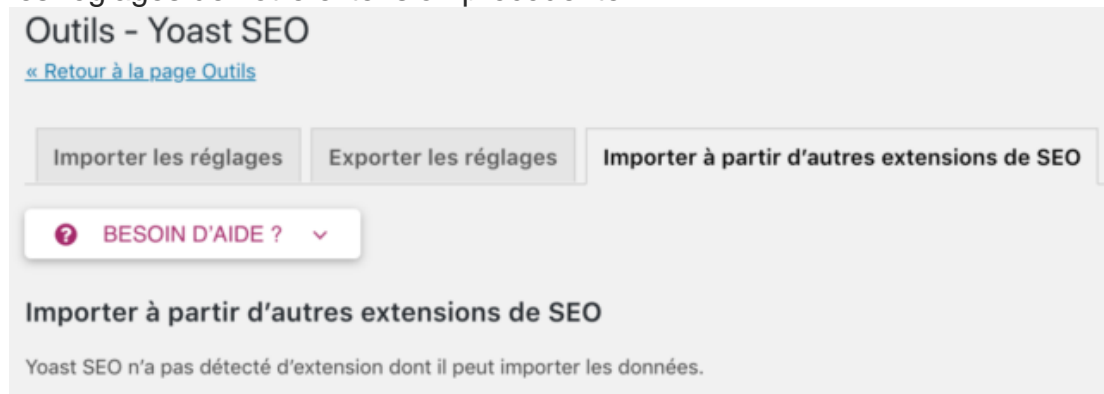 Outils – Yoast SEO
« Retour à la page Outils
Importer les réglages Exporter les réglages Importer à partir d'autres extensions de SEO
BESOIN D'AIDE ?
Importer à partir d'autres extensions de SEO
Yoast SEO n'a pas détecté d'extension dont il peut importer les données.